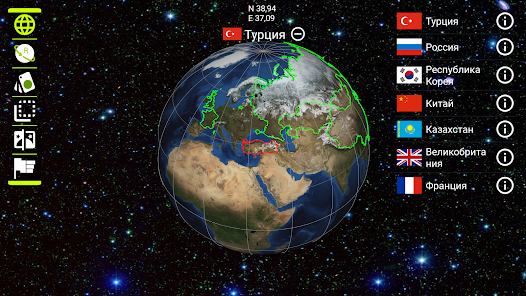 N 38,94
E 37,09
Турция
Турция
Россия
Республика
Корея
Китай
Казахстан
Великобрита
ния
Франция